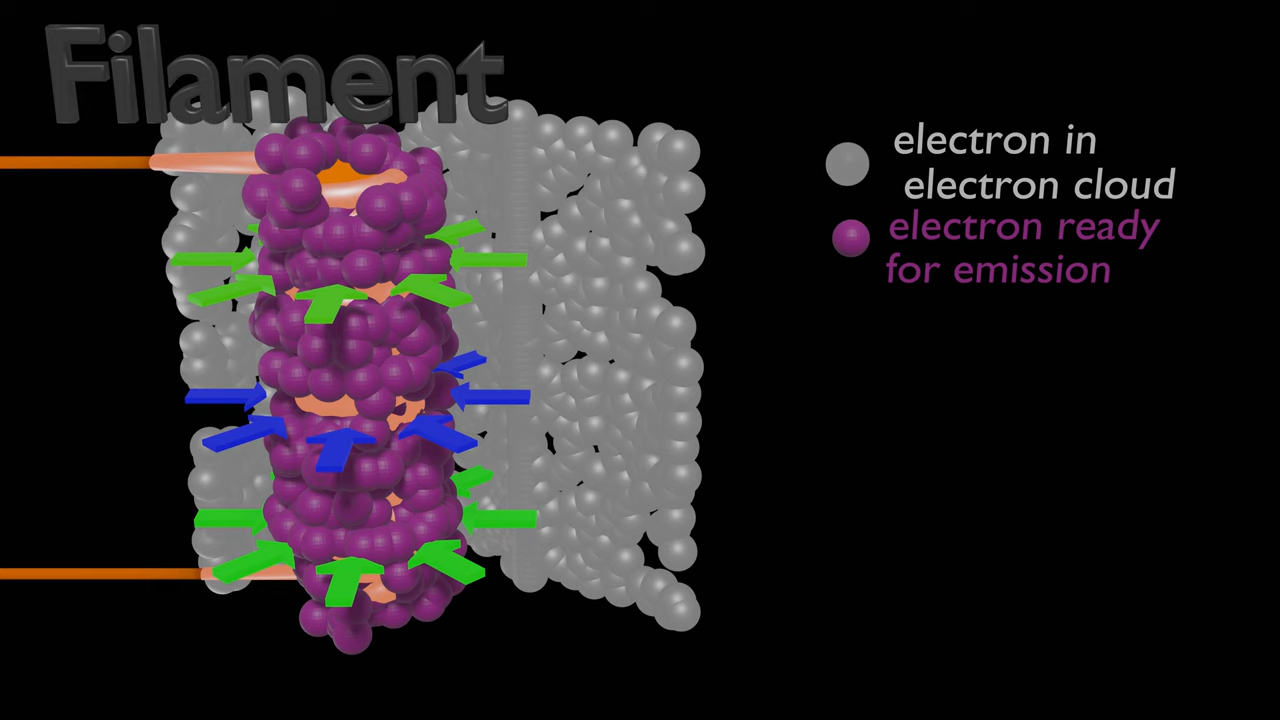 Filament
electron in
electron cloud
electron ready
for emission